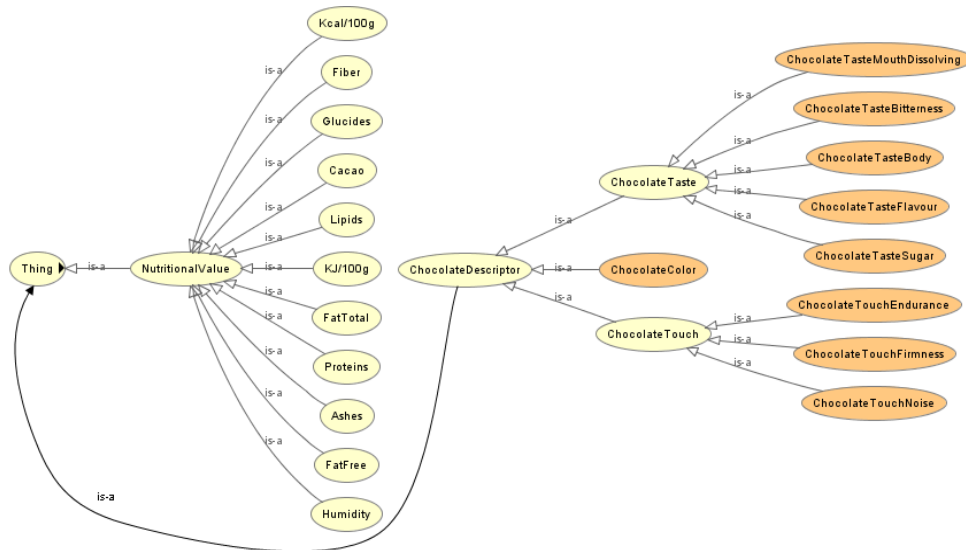 Kcal/100g
is-a
Fiber
is-a
Glucides
is-a
Cacao
is-a
Lipids
is-a
Thing
is-a
NutritionalValue
is-a
KJ/100g
is-a
FatTotal
is-a
Proteins
is-a
Ashes
is-a
FatFree
is-a
Humidity
is-a
ChocolateDescriptor
is-a
ChocolateTaste
is-a
ChocolateColor
is-a
ChocolateTouch
is-a
ChocolateTasteMouthDissolving
is-a
ChocolateTasteBitterness
is-a
ChocolateTasteBody
is-a
ChocolateTasteFlavour
is-a
ChocolateTasteSugar
is-a
ChocolateTouchEndurance
is-a
ChocolateTouchFirmness
is-a
ChocolateTouchNoise
is-a